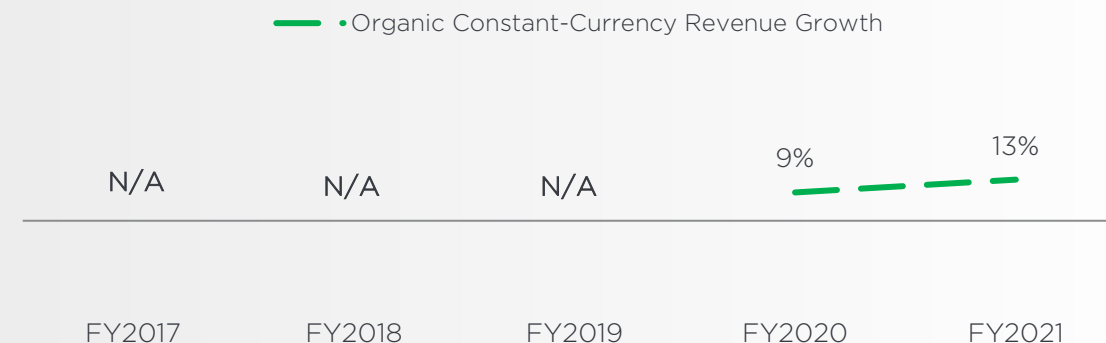 Organic Constant-Currency Revenue Growth
N/A N/A N/A 9% 13%
FY2017 FY2018 FY2019 FY2020 FY2021